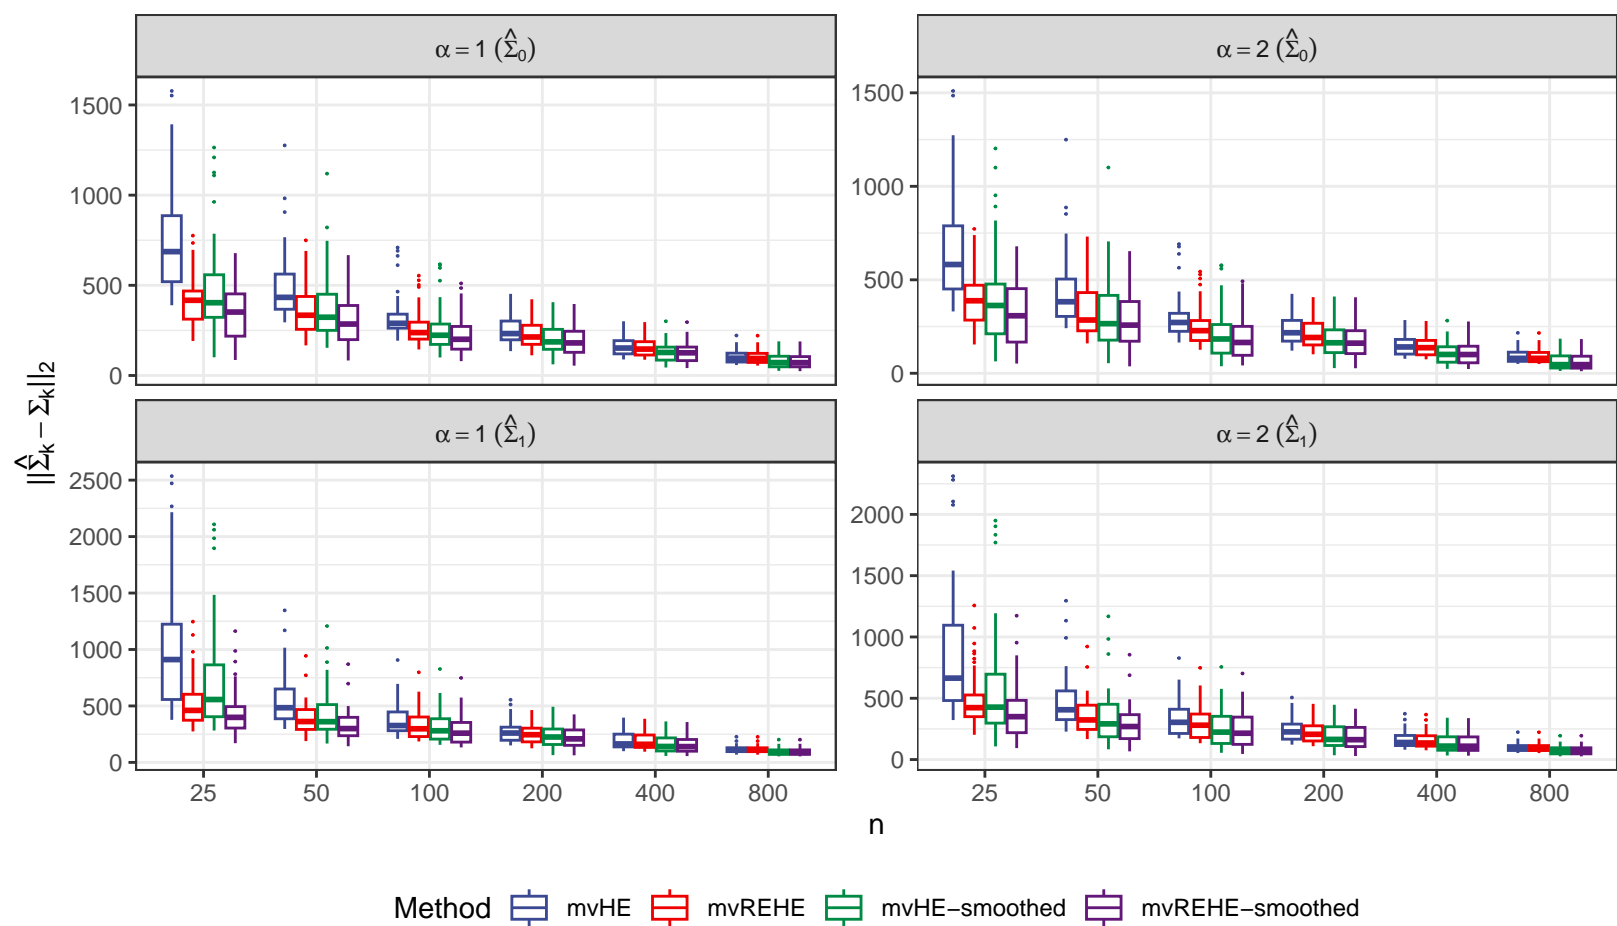 α = 1 (Σ̂₀)
α = 2 (Σ̂₀)
1500
1000
500
0
1500
1000
500
0
||Σ̂ₖ − Σₖ||₂
α = 1 (Σ̂₁)
α = 2 (Σ̂₁)
2500
2000
1500
1000
500
0
2000
1500
1000
500
0
25 50 100 200 400 800
25 50 100 200 400 800
n
Method mvHE mvREHE mvHE−smoothed mvREHE−smoothed